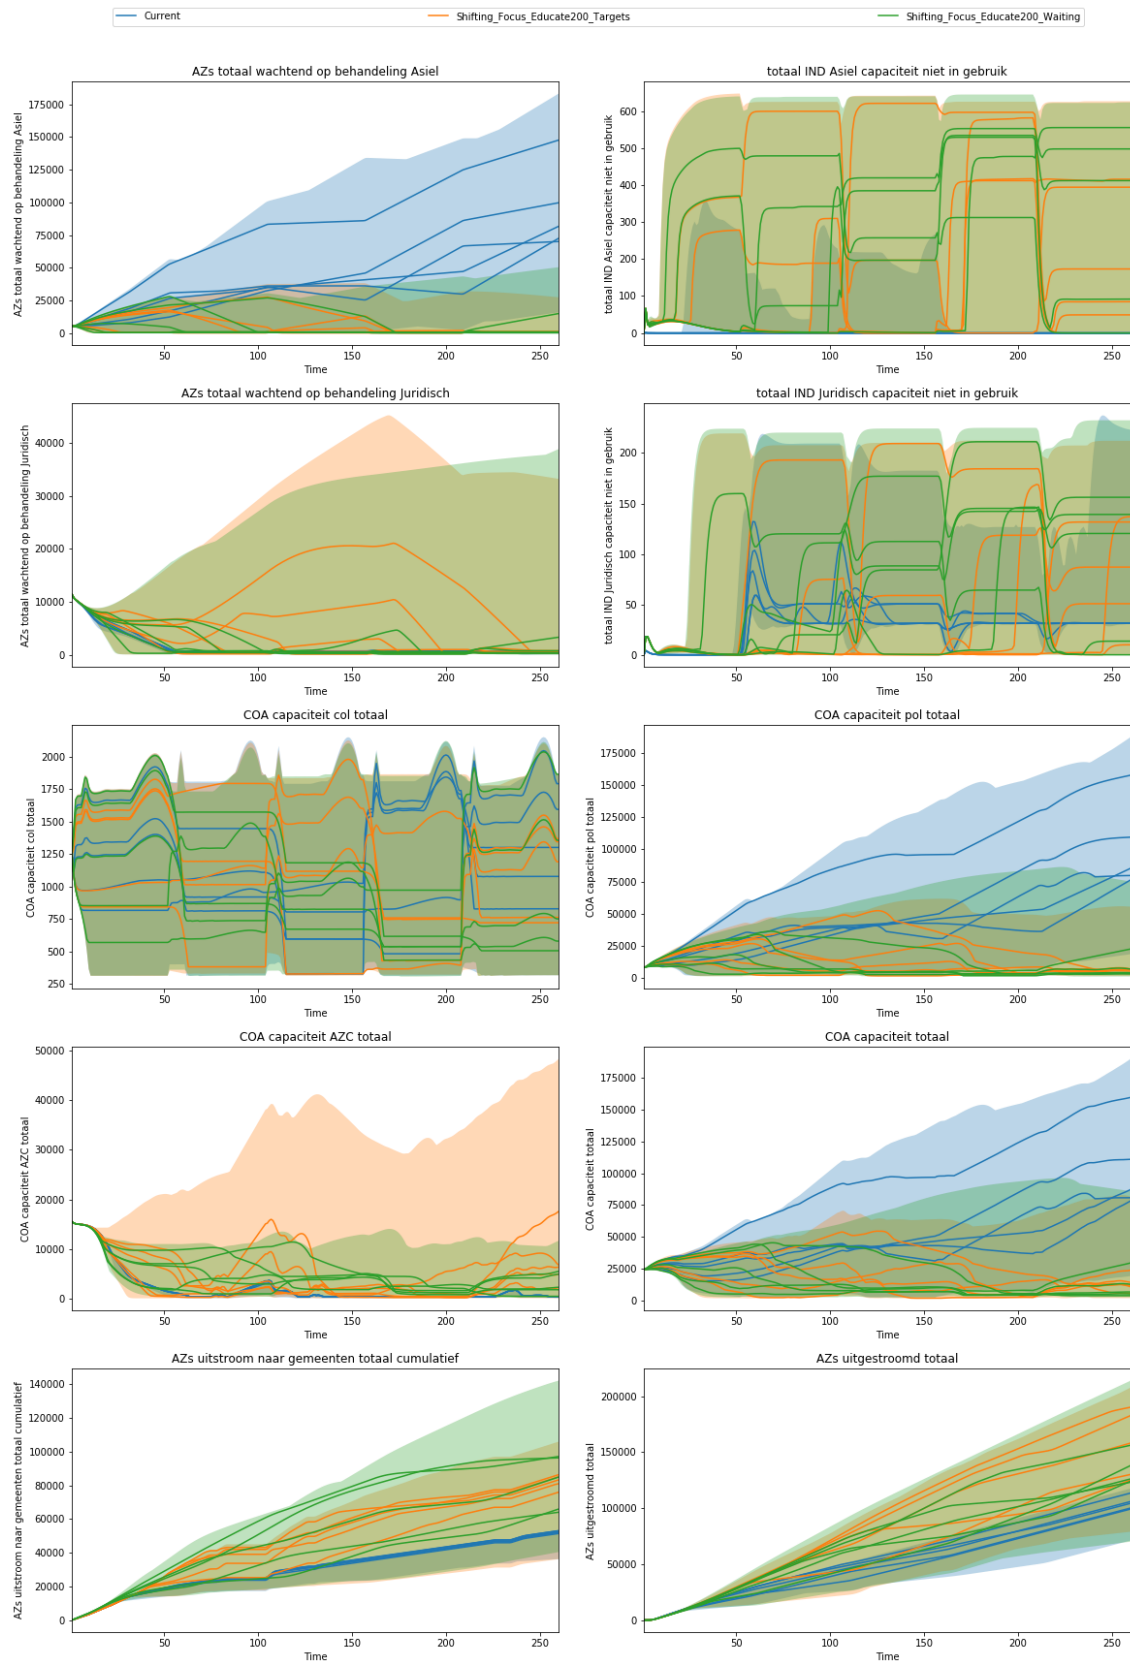 Current
Shifting_Focus_Educate200_Targets
Shifting_Focus_Educate200_Waiting
AZs totaal wachtend op behandeling Asiel
AZs totaal wachtend op behandeling Asiel
175000
150000
125000
100000
75000
50000
25000
0
50 100 150 200 250
Time
totaal IND Asiel capaciteit niet in gebruik
totaal IND Asiel capaciteit niet in gebruik
600
500
400
300
200
100
0
50 100 150 200 250
Time
AZs totaal wachtend op behandeling Juridisch
AZs totaal wachtend op behandeling Juridisch
40000
30000
20000
10000
0
50 100 150 200 250
Time
totaal IND Juridisch capaciteit niet in gebruik
totaal IND Juridisch capaciteit niet in gebruik
200
150
100
50
0
50 100 150 200 250
Time
COA capaciteit col totaal
COA capaciteit col totaal
2000
1750
1500
1250
1000
750
500
250
50 100 150 200 250
Time
COA capaciteit pol totaal
COA capaciteit pol totaal
175000
150000
125000
100000
75000
50000
25000
0
50 100 150 200 250
Time
COA capaciteit AZC totaal
COA capaciteit AZC totaal
50000
40000
30000
20000
10000
0
50 100 150 200 250
Time
COA capaciteit totaal
COA capaciteit totaal
175000
150000
125000
100000
75000
50000
25000
0
50 100 150 200 250
Time
AZs uitstroom naar gemeenten totaal cumulatief
AZs uitstroom naar gemeenten totaal cumulatief
140000
120000
100000
80000
60000
40000
20000
0
50 100 150 200 250
Time
AZs uitgestroomd totaal
AZs uitgestroomd totaal
200000
150000
100000
50000
0
50 100 150 200 250
Time